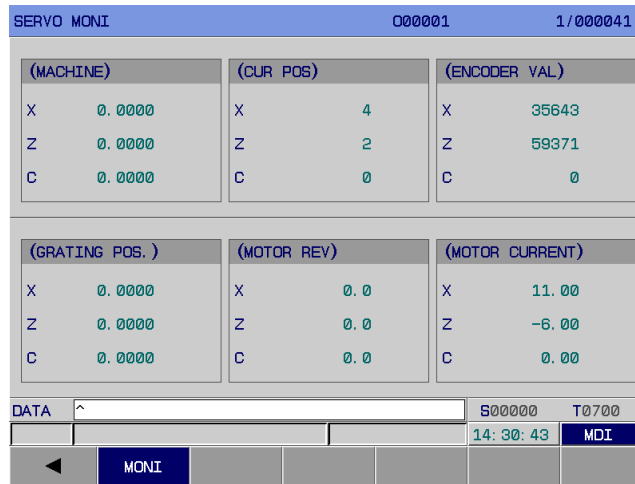 SERVO MONI O00001 1/000041
(MACHINE) (CUR POS) (ENCODER VAL)
X 0.0000 X 4 X 35643
Z 0.0000 Z 2 Z 59371
C 0.0000 C 0 C 0
(GRATING POS.) (MOTOR REV) (MOTOR CURRENT)
X 0.0000 X 0.0 X 11.00
Z 0.0000 Z 0.0 Z -6.00
C 0.0000 C 0.0 C 0.00
DATA ^ S00000 T0700
14:30:43 MDI
◀ MONI